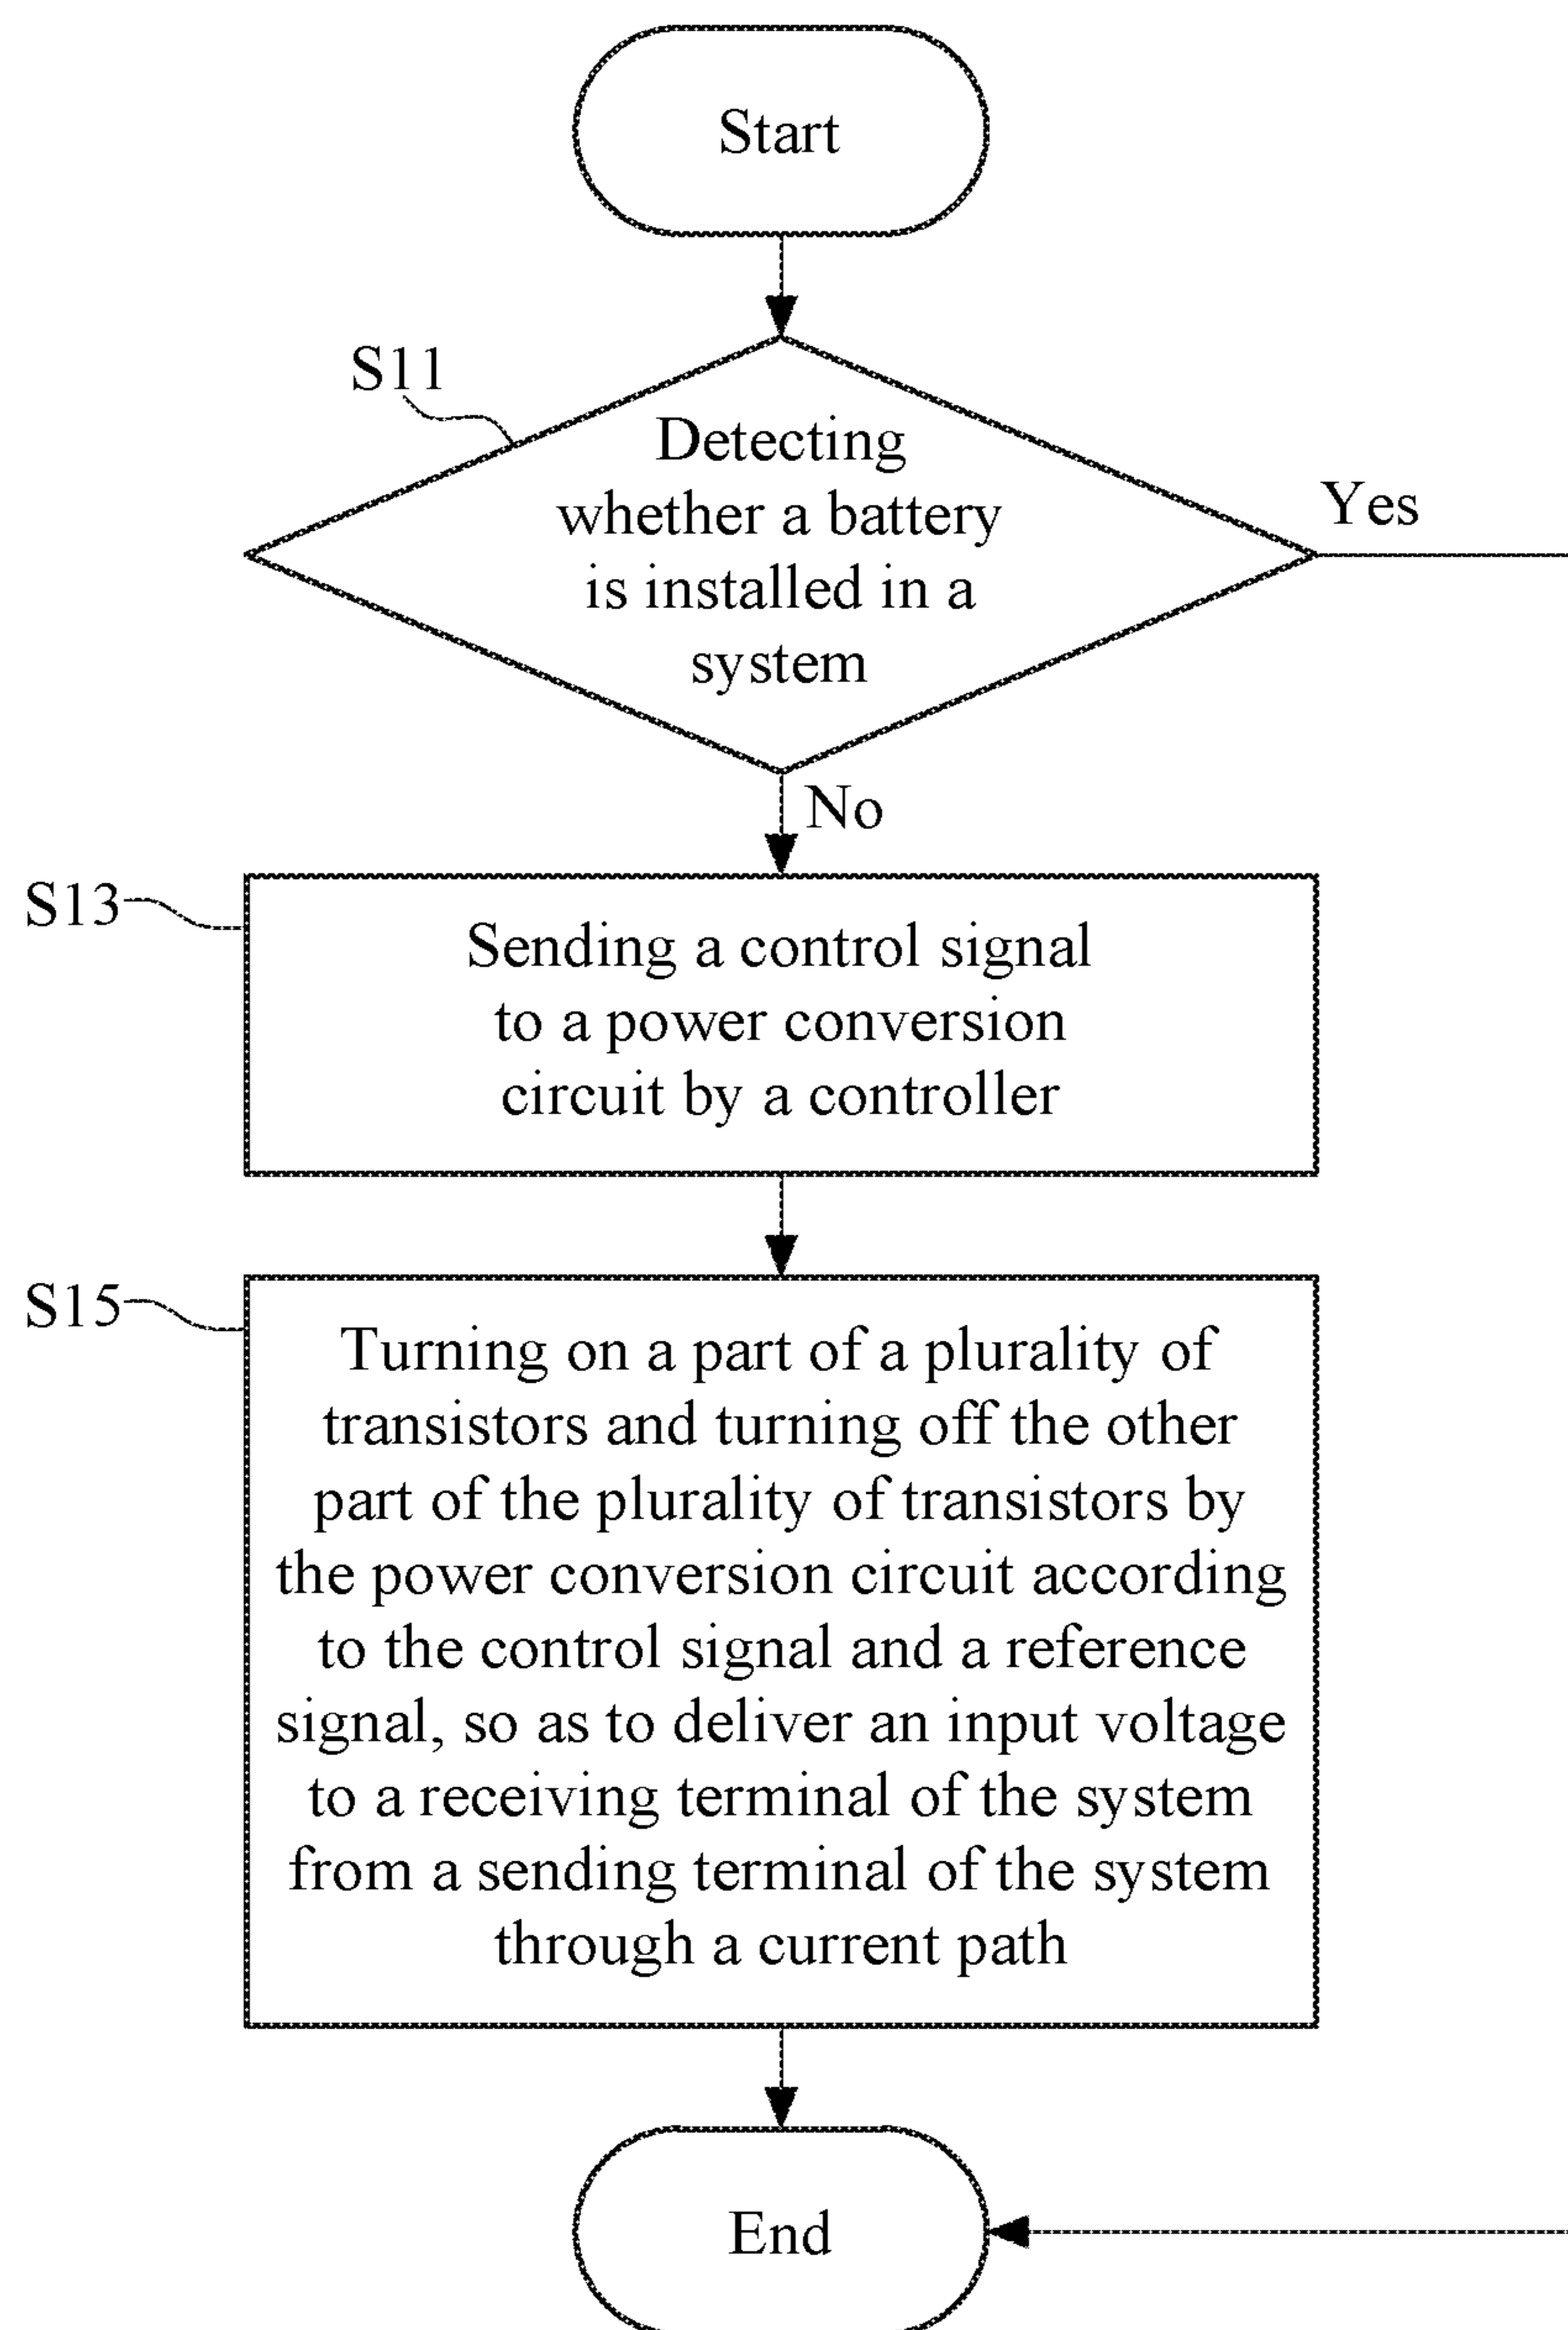 Start
S11
Detecting
whether a battery
is installed in a
system
Yes
No
S13
Sending a control signal
to a power conversion
circuit by a controller
S15
Turning on a part of a plurality of
transistors and turning off the other
part of the plurality of transistors by
the power conversion circuit according
to the control signal and a reference
signal, so as to deliver an input voltage
to a receiving terminal of the system
from a sending terminal of the system
through a current path
End